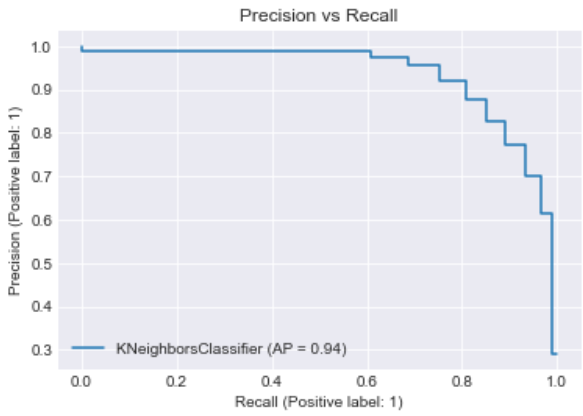 Precision vs Recall
1.0
0.9
0.8
0.7
0.6
0.5
0.4
0.3
Precision (Positive label: 1)
KNeighborsClassifier (AP = 0.94)
0.0 0.2 0.4 0.6 0.8 1.0
Recall (Positive label: 1)